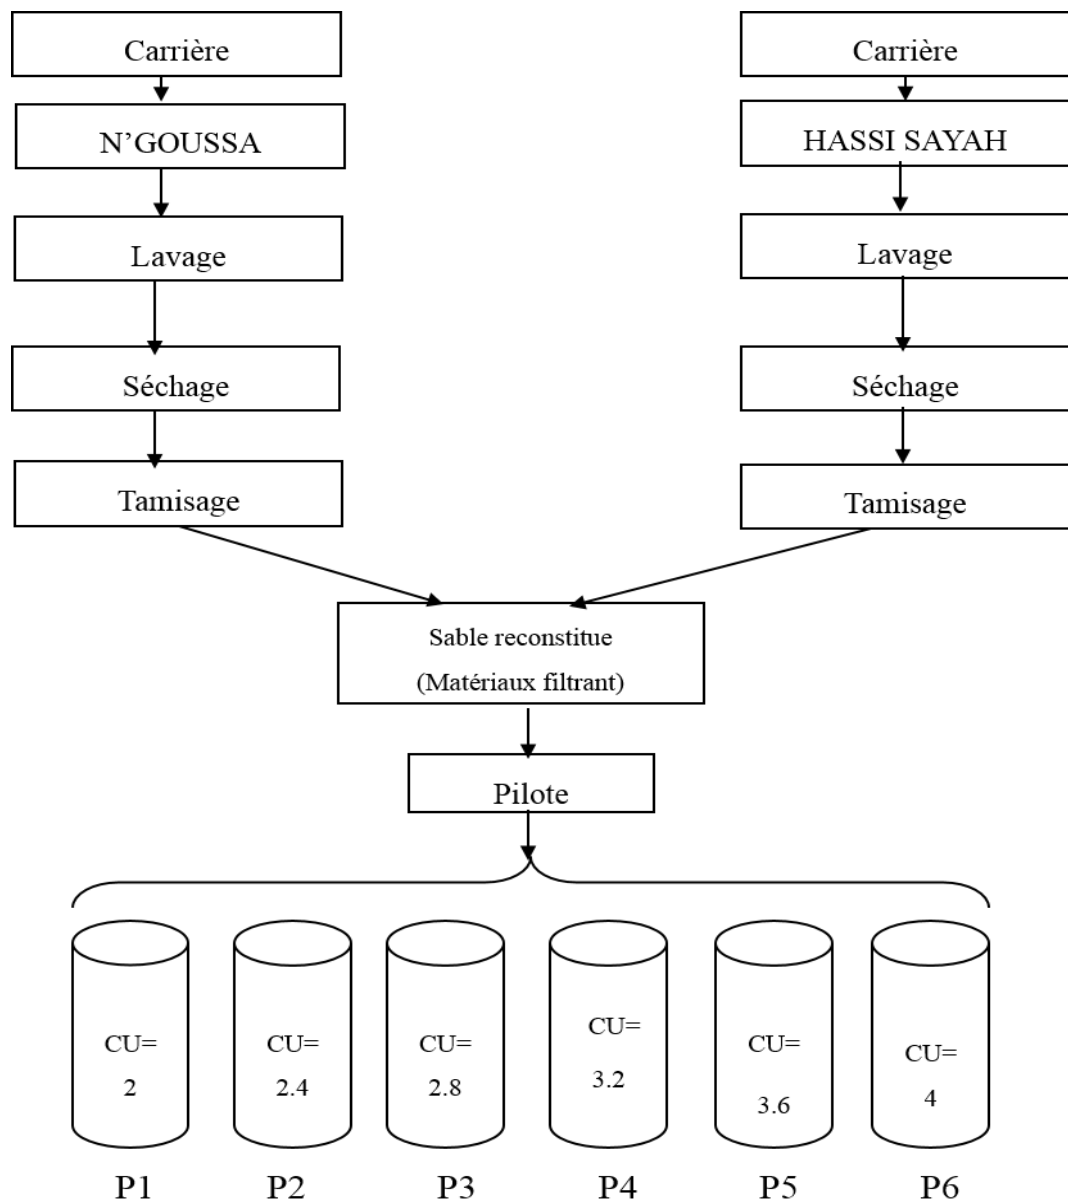 Carrière
N’GOUSSA
Lavage
Séchage
Tamisage
Carrière
HASSI SAYAH
Lavage
Séchage
Tamisage
Sable reconstitue
(Matériaux filtrant)
Pilote
CU=
2
CU=
2.4
CU=
2.8
CU=
3.2
CU=
3.6
CU=
4
P1
P2
P3
P4
P5
P6